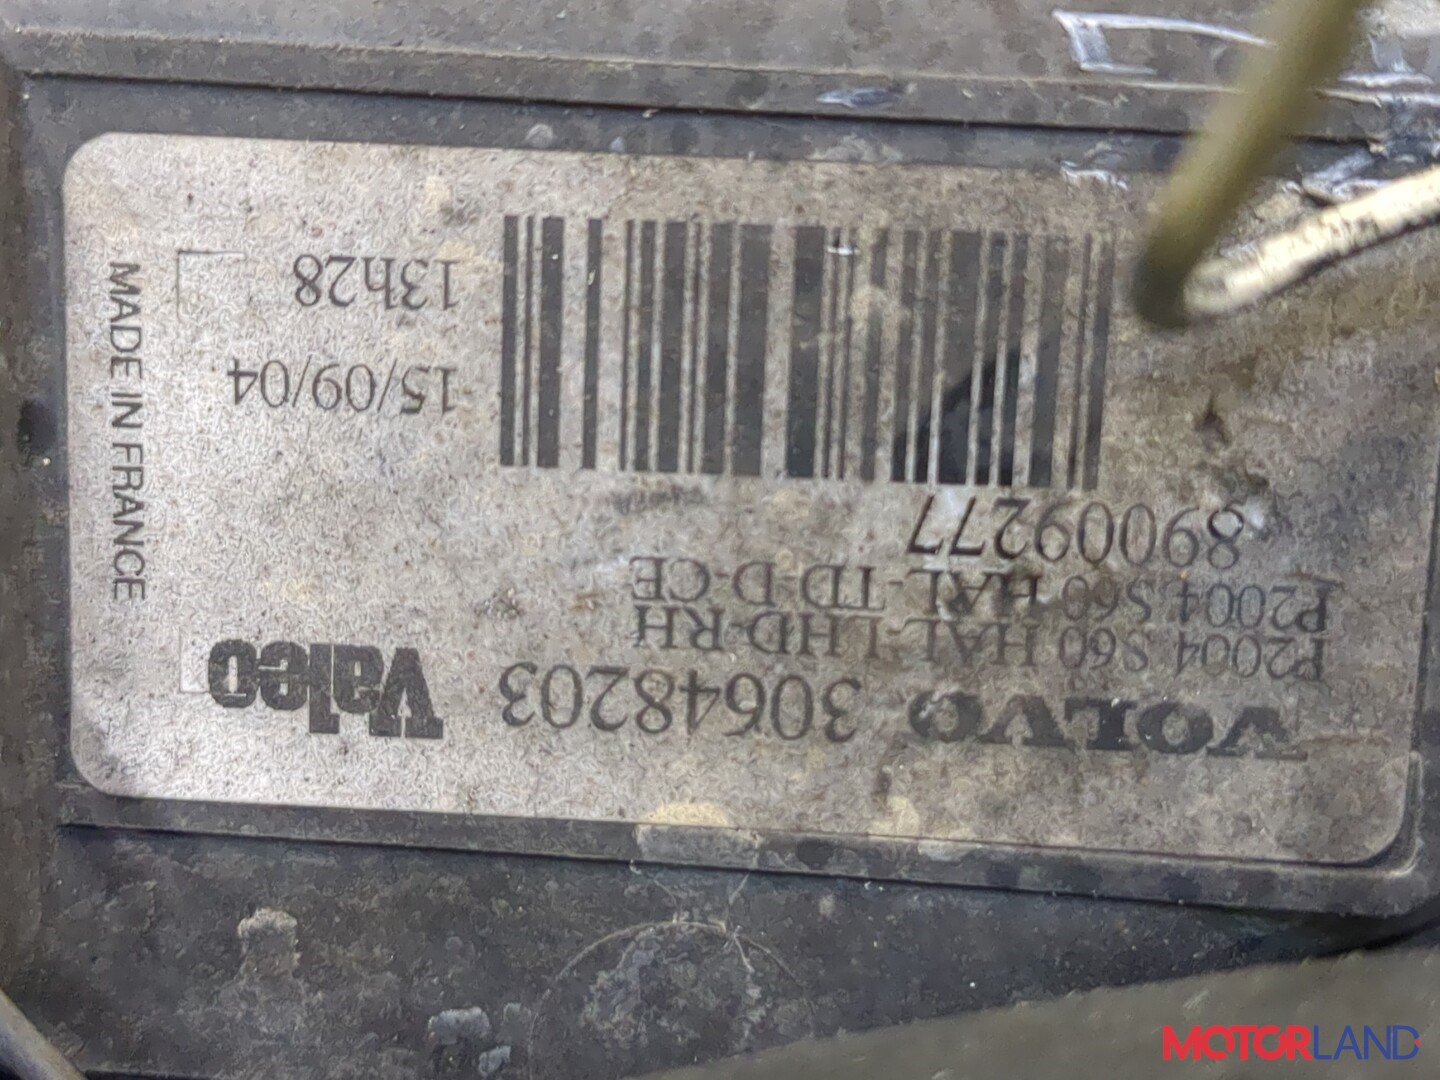 VOLVO 30648203 Valeo
P2004 S60 HAL-LHD-RH
P2004 S60 HAL-TD-D-CE
89009277
15/09/04
13h28
MADE IN FRANCE
MOTORLAND